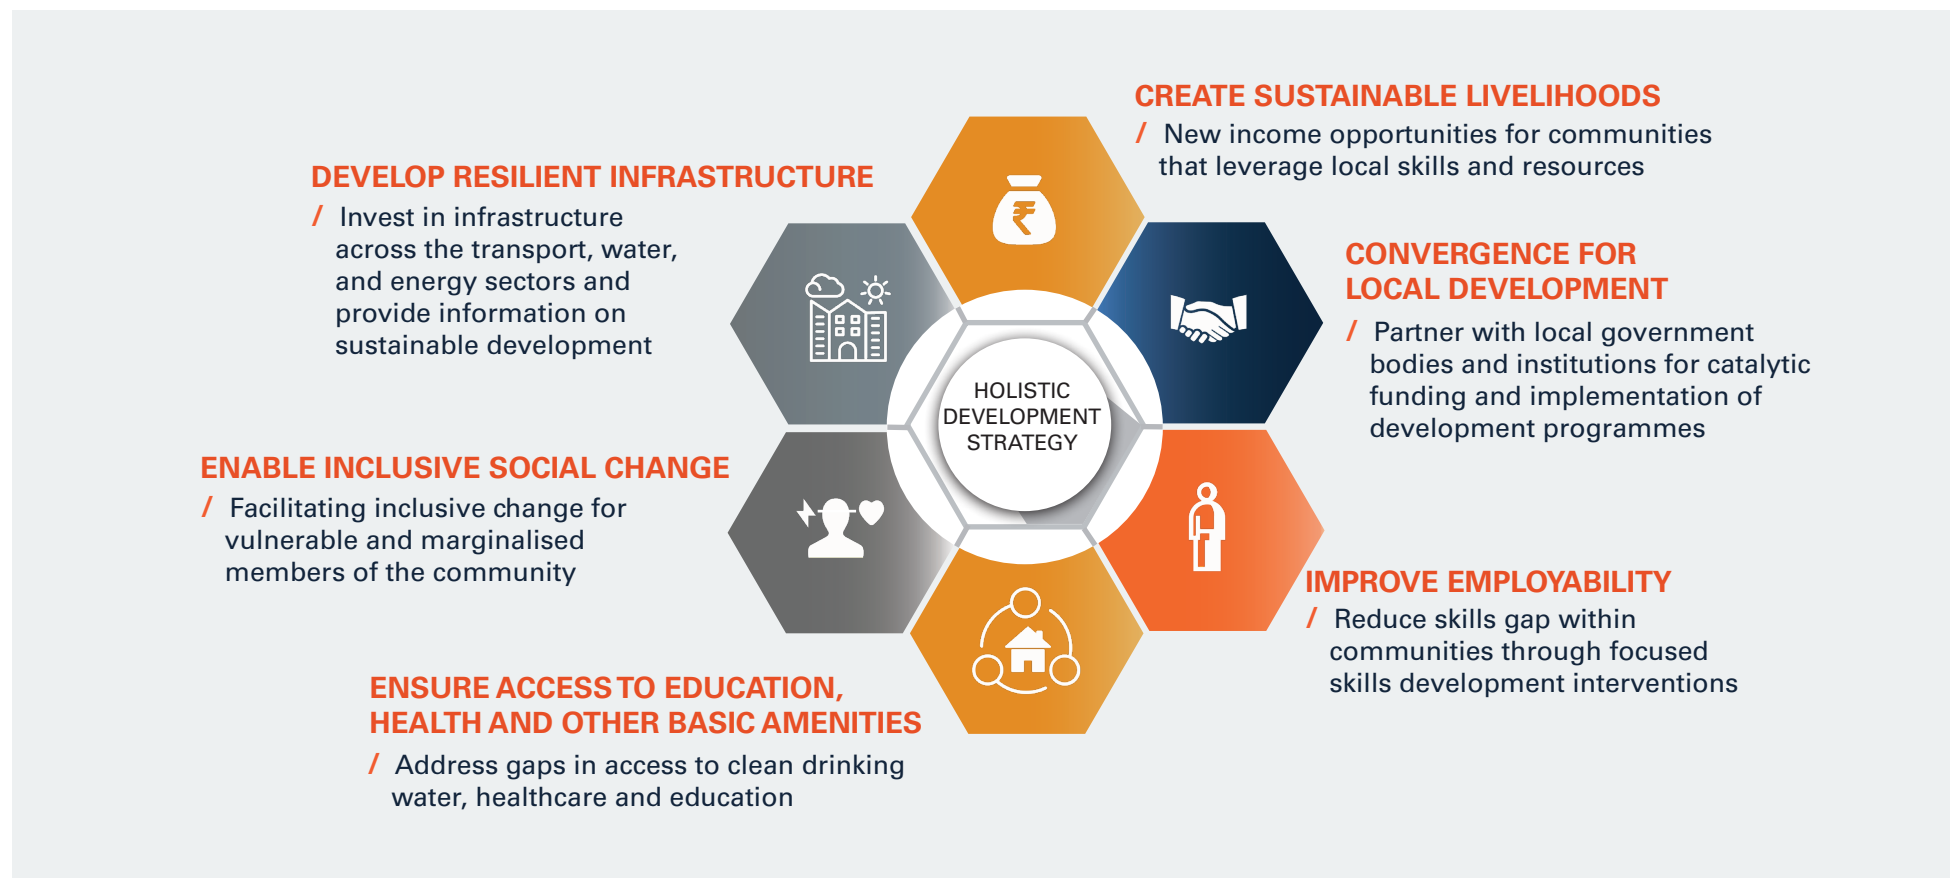 CREATE SUSTAINABLE LIVELIHOODS
/ New income opportunities for communities
that leverage local skills and resources
DEVELOP RESILIENT INFRASTRUCTURE
/ Invest in infrastructure
across the transport, water,
and energy sectors and
provide information on
sustainable development
₹
CONVERGENCE FOR
LOCAL DEVELOPMENT
/ Partner with local government
bodies and institutions for catalytic
funding and implementation of
development programmes
HOLISTIC
DEVELOPMENT
STRATEGY
ENABLE INCLUSIVE SOCIAL CHANGE
/ Facilitating inclusive change for
vulnerable and marginalised
members of the community
IMPROVE EMPLOYABILITY
/ Reduce skills gap within
communities through focused
skills development interventions
ENSURE ACCESS TO EDUCATION,
HEALTH AND OTHER BASIC AMENITIES
/ Address gaps in access to clean drinking
water, healthcare and education